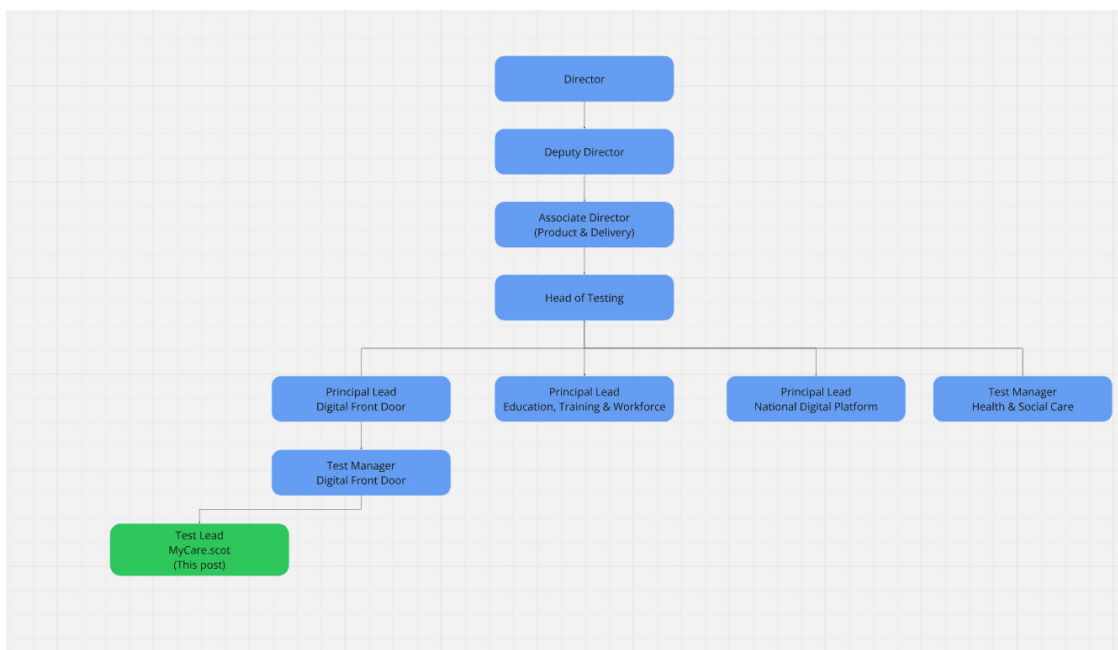 Director
Deputy Director
Associate Director
(Product & Delivery)
Head of Testing
Principal Lead
Digital Front Door
Principal Lead
Education, Training & Workforce
Principal Lead
National Digital Platform
Test Manager
Health & Social Care
Test Manager
Digital Front Door
Test Lead
MyCare.scot
(This post)